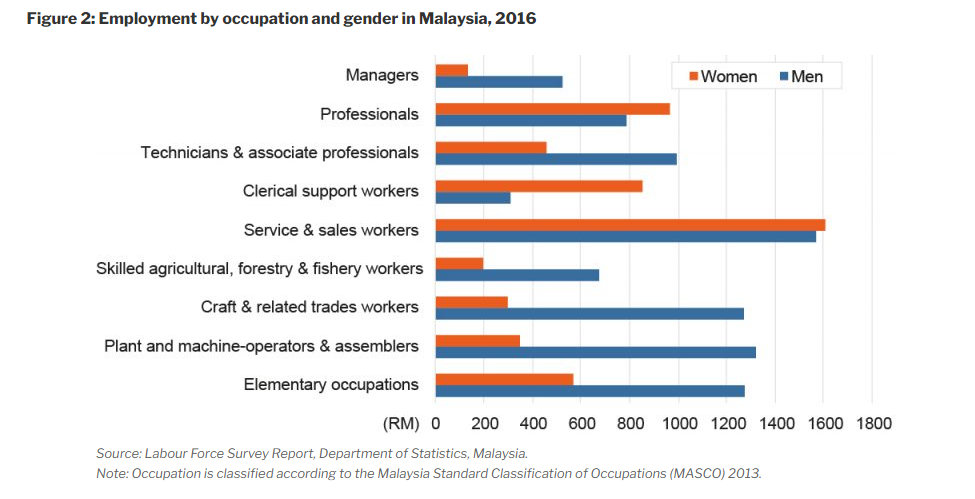 Figure 2: Employment by occupation and gender in Malaysia, 2016
Women Men
Managers
Professionals
Technicians & associate professionals
Clerical support workers
Service & sales workers
Skilled agricultural, forestry & fishery workers
Craft & related trades workers
Plant and machine-operators & assemblers
Elementary occupations
(RM) 0 200 400 600 800 1000 1200 1400 1600 1800
Source: Labour Force Survey Report, Department of Statistics, Malaysia.
Note: Occupation is classified according to the Malaysia Standard Classification of Occupations (MASCO) 2013.